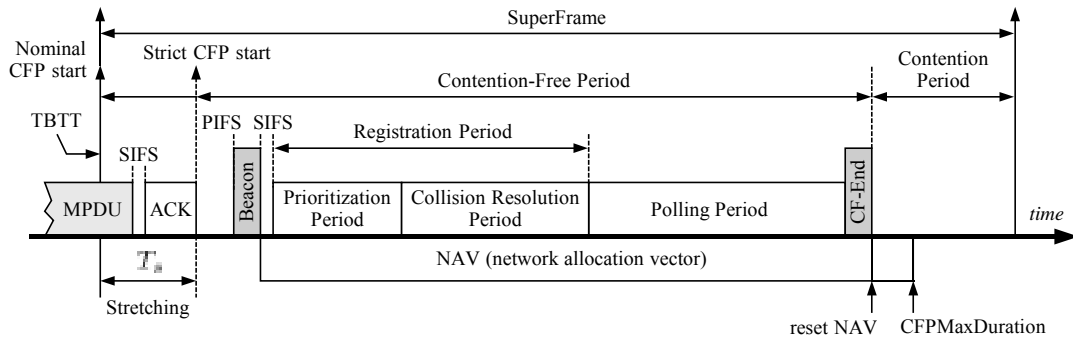 SuperFrame
Nominal
CFP start
Strict CFP start
Contention-Free Period
Contention
Period
TBTT
PIFS
SIFS
Registration Period
SIFS
MPDU
ACK
Beacon
Prioritization
Period
Collision Resolution
Period
Polling Period
CF-End
time
T_s
NAV (network allocation vector)
Stretching
reset NAV
CFPMaxDuration